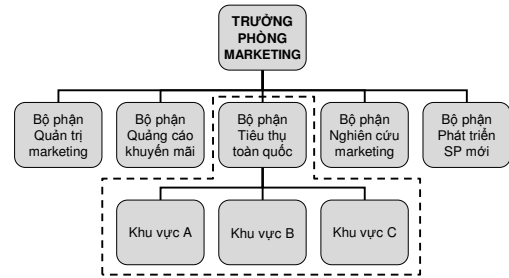 TRƯỞNG
PHÒNG
MARKETING
Bộ phận
Quản trị
marketing
Bộ phận
Quảng cáo
khuyến mãi
Bộ phận
Tiêu thụ
toàn quốc
Bộ phận
Nghiên cứu
marketing
Bộ phận
Phát triển
SP mới
Khu vực A
Khu vực B
Khu vực C